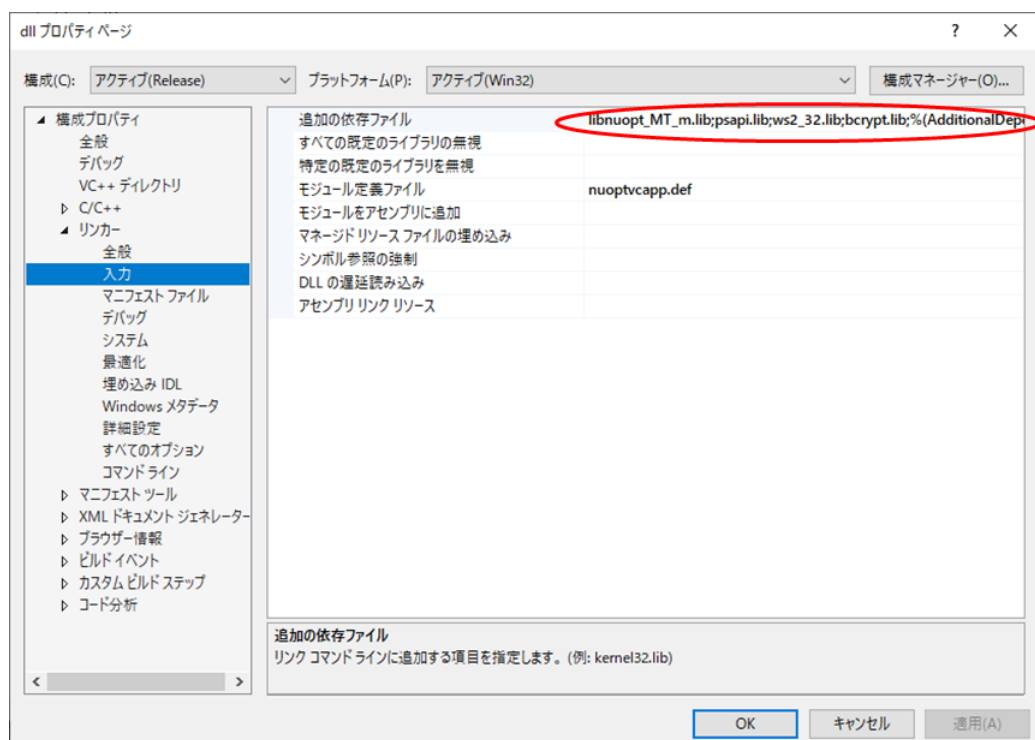 dll プロパティ ページ
?
構成(C):
アクティブ(Release)
プラットフォーム(P):
アクティブ(Win32)
構成マネージャー(O)...
構成プロパティ
全般
デバッグ
VC++ ディレクトリ
C/C++
リンカー
全般
入力
マニフェスト ファイル
デバッグ
システム
最適化
埋め込み IDL
Windows メタデータ
詳細設定
すべてのオプション
コマンド ライン
マニフェスト ツール
XML ドキュメント ジェネレーター
ブラウザー情報
ビルド イベント
カスタム ビルド ステップ
コード分析
追加の依存ファイル libnuopt_MT_m.lib;psapi.lib;ws2_32.lib;bcrypt.lib;%(AdditionalDep
すべての既定のライブラリの無視
特定の既定のライブラリを無視
モジュール定義ファイル nuoptvcapp.def
モジュールをアセンブリに追加
マネージド リソース ファイルの埋め込み
シンボル参照の強制
DLL の遅延読み込み
アセンブリ リンク リソース
追加の依存ファイル
リンク コマンド ラインに追加する項目を指定します。(例: kernel32.lib)
OK
キャンセル
適用(A)